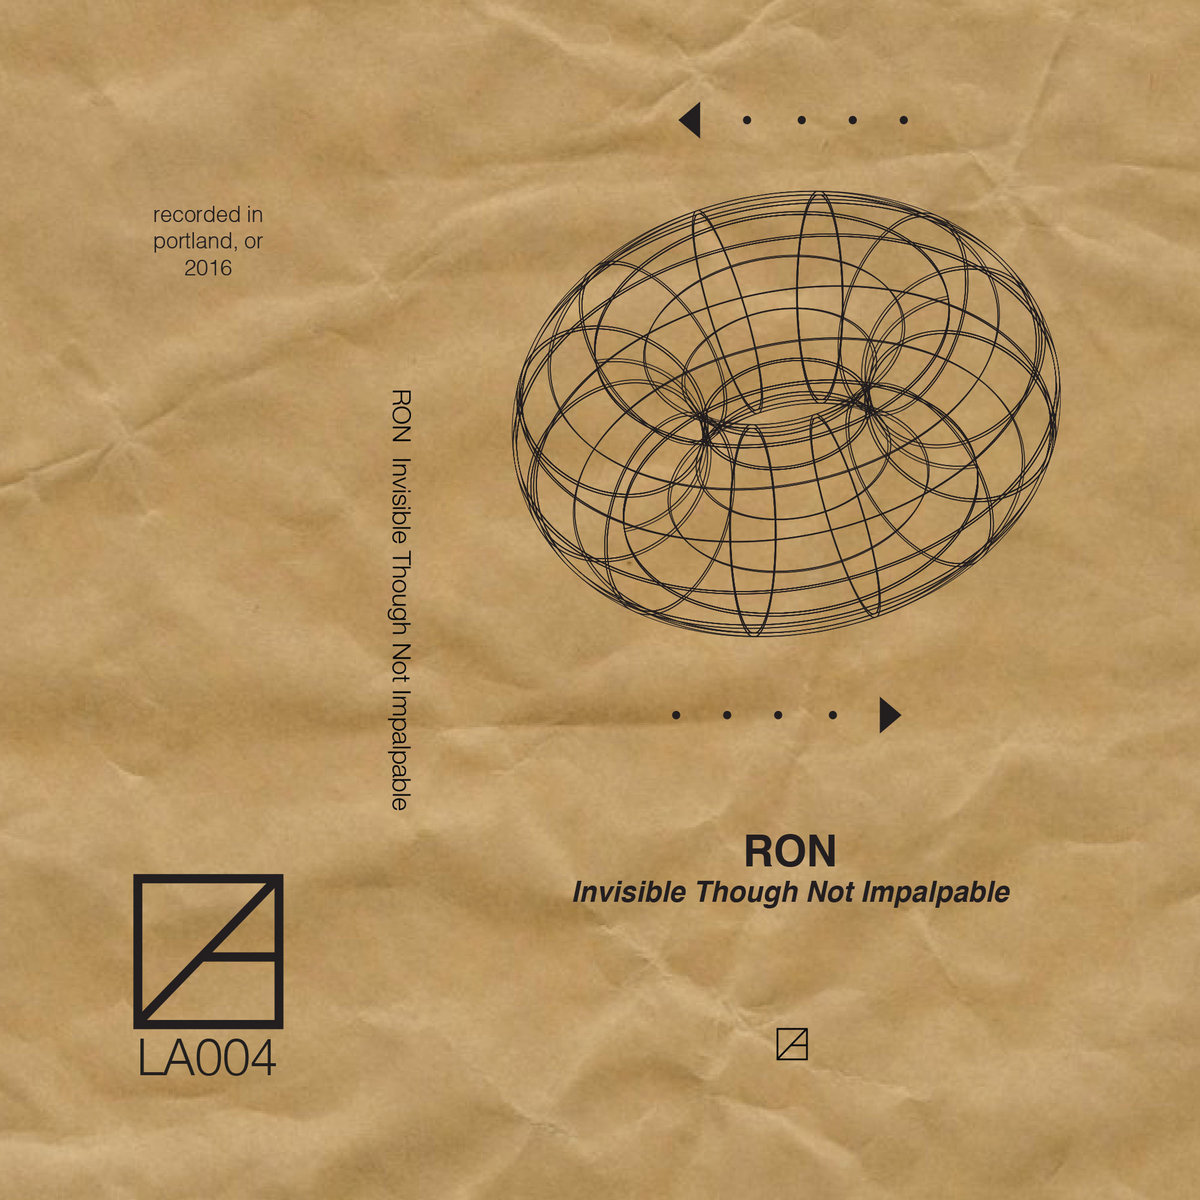 recorded in
portland, or
2016
RON Invisible Though Not Impalpable
RON
Invisible Though Not Impalpable
LA004